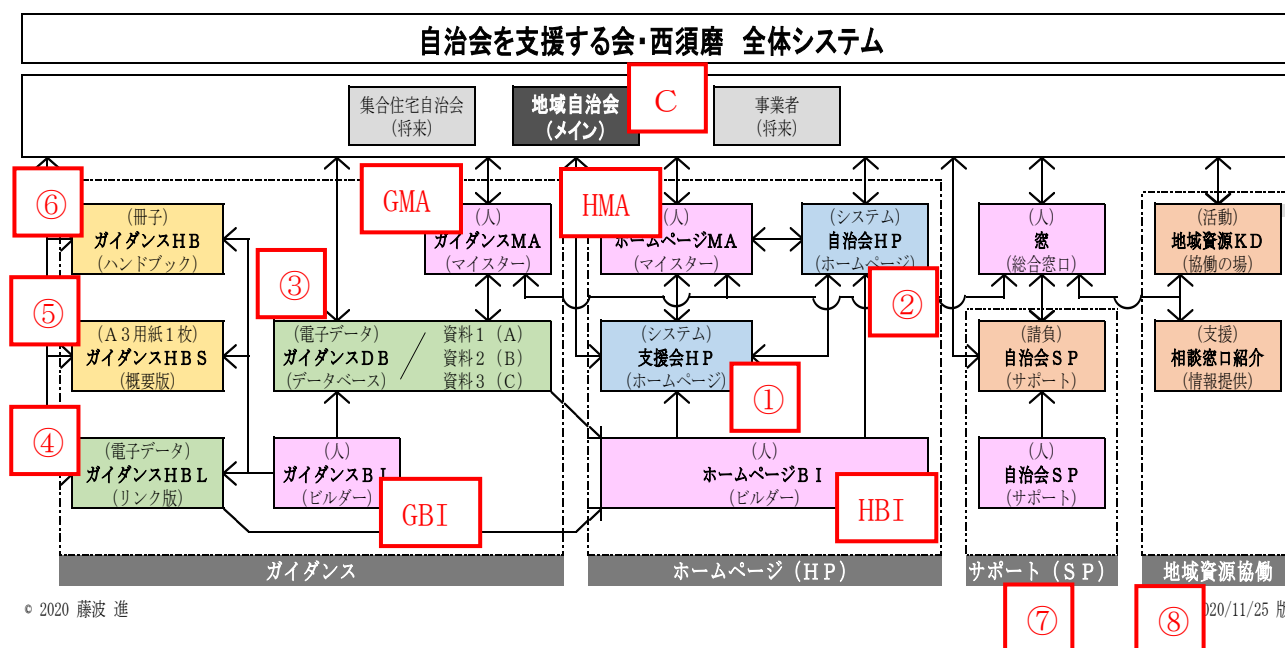 自治会を支援する会・西須磨 全体システム
集合住宅自治会
(将来)
地域自治会
(メイン)
C
事業者
(将来)
⑥
(冊子)
ガイダンスHB
(ハンドブック)
GMA
(人)
ガイダンスMA
(マイスター)
HMA
(人)
ホームページMA
(マイスター)
(システム)
自治会HP
(ホームページ)
②
(人)
窓
(総合窓口)
(活動)
地域資源KD
(協働の場)
⑤
(A3用紙1枚)
ガイダンスHBS
(概要版)
③
(電子データ)
ガイダンスDB
(データベース)
/
資料1 (A)
資料2 (B)
資料3 (C)
(システム)
支援会HP
(ホームページ)
①
(請負)
自治会SP
(サポート)
(支援)
相談窓口紹介
(情報提供)
④
(電子データ)
ガイダンスHBL
(リンク版)
(人)
ガイダンスBI
(ビルダー)
GBI
(人)
ホームページBI
(ビルダー)
HBI
(人)
自治会SP
(サポート)
ガイダンス
ホームページ (HP)
サポート (SP)
地域資源協働
© 2020 藤波 進
⑦
⑧
020/11/25 版